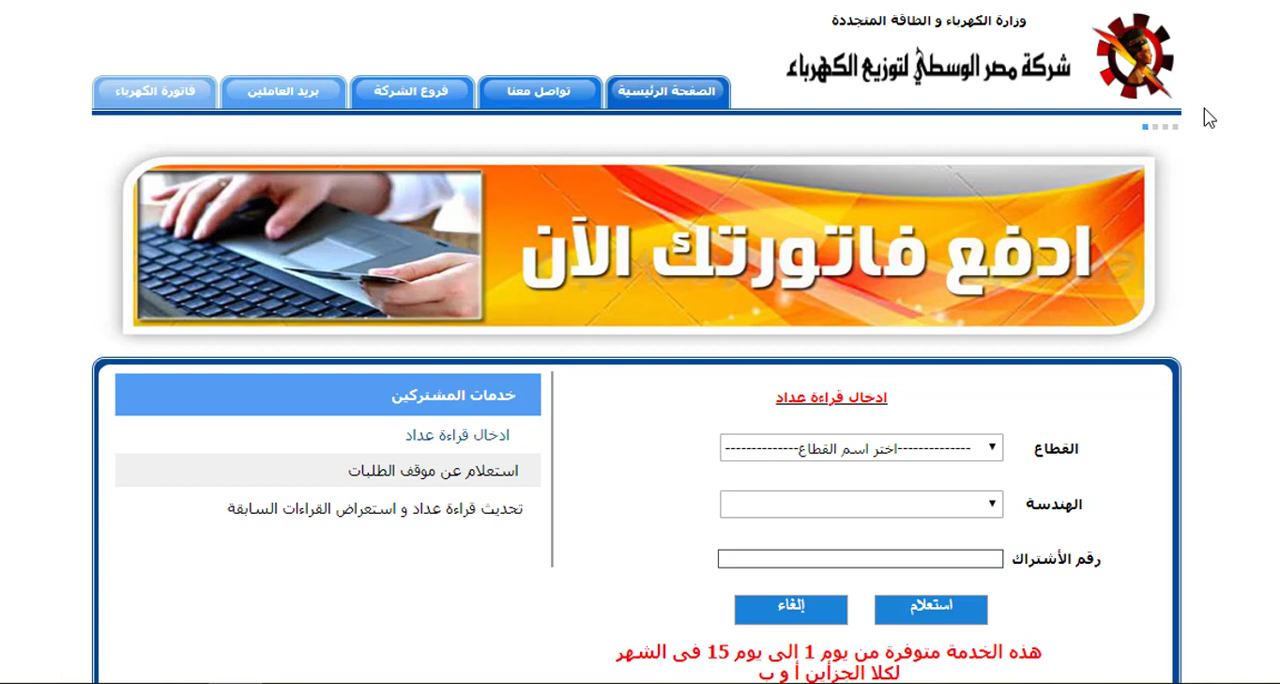 وزارة الكهرباء و الطاقة المتجددة
شركة مصر الوسطي لتوزيع الكهرباء
الصفحة الرئيسية
تواصل معنا
فروع الشركة
بريد العاملين
فاتورة الكهرباء
ادفع فاتورتك الآن
ادخال قراءة عداد
القطاع
--------------اختر اسم القطاع--------------
الهندسة
رقم الأشتراك
استعلام
إلغاء
هذه الخدمة متوفرة من يوم 1 الى يوم 15 فى الشهر
لكلا الجزأين أ و ب
خدمات المشتركين
ادخال قراءة عداد
استعلام عن موقف الطلبات
تحديث قراءة عداد و استعراض القراءات السابقة